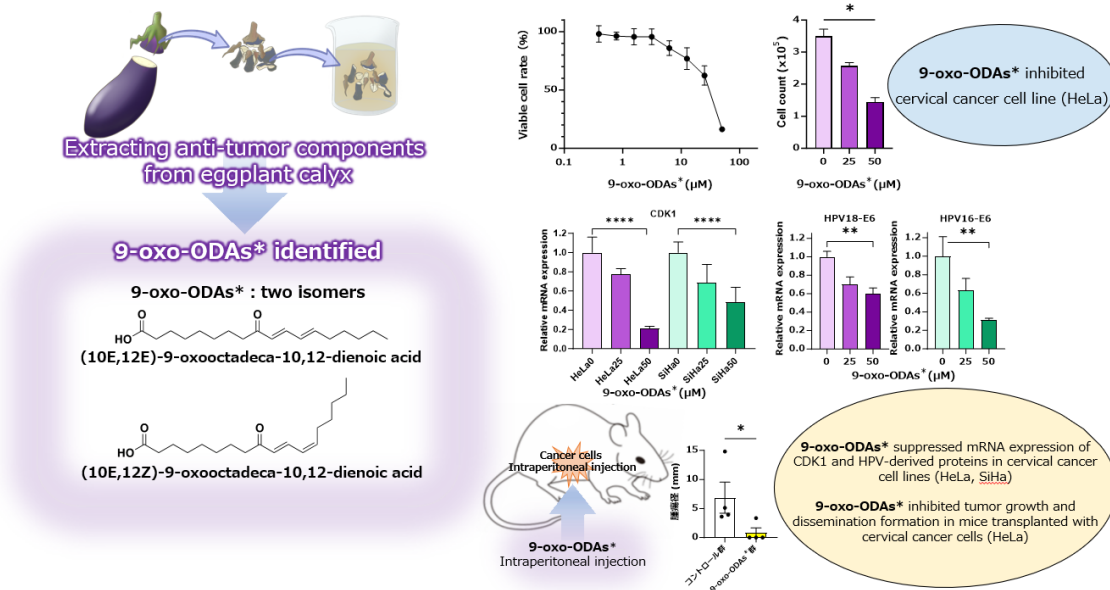 Extracting anti-tumor components
from eggplant calyx
9-oxo-ODAs* identified
9-oxo-ODAs* : two isomers
O
HO
O
(10E,12E)-9-oxooctadeca-10,12-dienoic acid
O
HO
O
(10E,12Z)-9-oxooctadeca-10,12-dienoic acid
Viable cell rate (%)
100
50
0
0.1
1
10
100
9-oxo-ODAs* (μM)
Cell count (x10⁵)
4
3
2
1
0
*
0 25 50
9-oxo-ODAs* (μM)
9-oxo-ODAs* inhibited
cervical cancer cell line (HeLa)
CDK1
Relative mRNA expression
1.2
1.0
0.8
0.6
0.4
0.2
0.0
**** ****
HeLa0 HeLa25 HeLa50 SiHa0 SiHa25 SiHa50
9-oxo-ODAs* (μM)
HPV18-E6
Relative mRNA expression
1.2
1.0
0.8
0.6
0.4
0.2
0.0
**
0 25 50
HPV16-E6
Relative mRNA expression
1.2
1.0
0.8
0.6
0.4
0.2
0.0
**
0 25 50
9-oxo-ODAs* (μM)
Cancer cells
Intraperitoneal injection
9-oxo-ODAs*
Intraperitoneal injection
腫瘍径 (mm)
15
10
5
0
*
コントロール群
9-oxo-ODAs*群
9-oxo-ODAs* suppressed mRNA expression of
CDK1 and HPV-derived proteins in cervical cancer
cell lines (HeLa, SiHa)
9-oxo-ODAs* inhibited tumor growth and
dissemination formation in mice transplanted with
cervical cancer cells (HeLa)